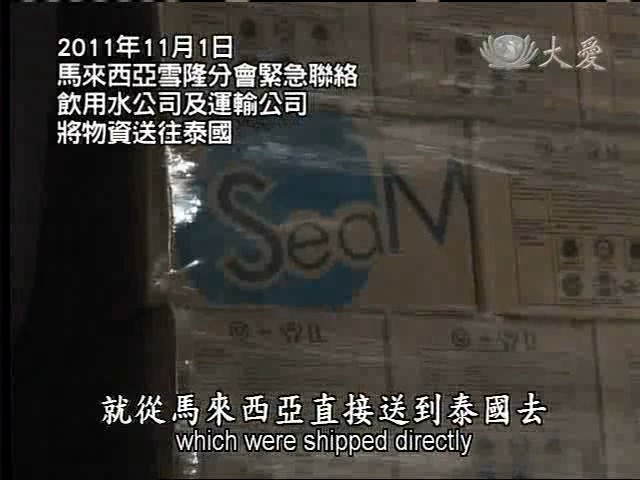 2011年11月1日
大愛
馬來西亞雪隆分會緊急聯絡
飲用水公司及運輸公司
將物資送往泰國
SeaM
就從馬來西亞直接送到泰國去
which were shipped directly